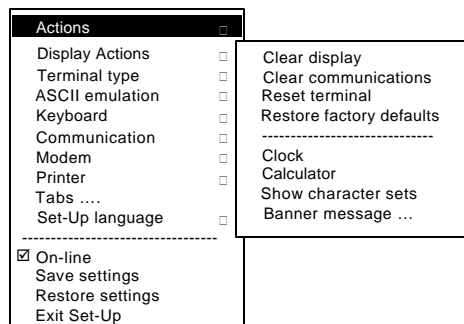 Actions
Display Actions
Terminal type
ASCII emulation
Keyboard
Communication
Modem
Printer
Tabs ....
Set-Up language
---------------------------------
☑ On-line
Save settings
Restore settings
Exit Set-Up
Clear display
Clear communications
Reset terminal
Restore factory defaults
------------------------------
Clock
Calculator
Show character sets
Banner message ...